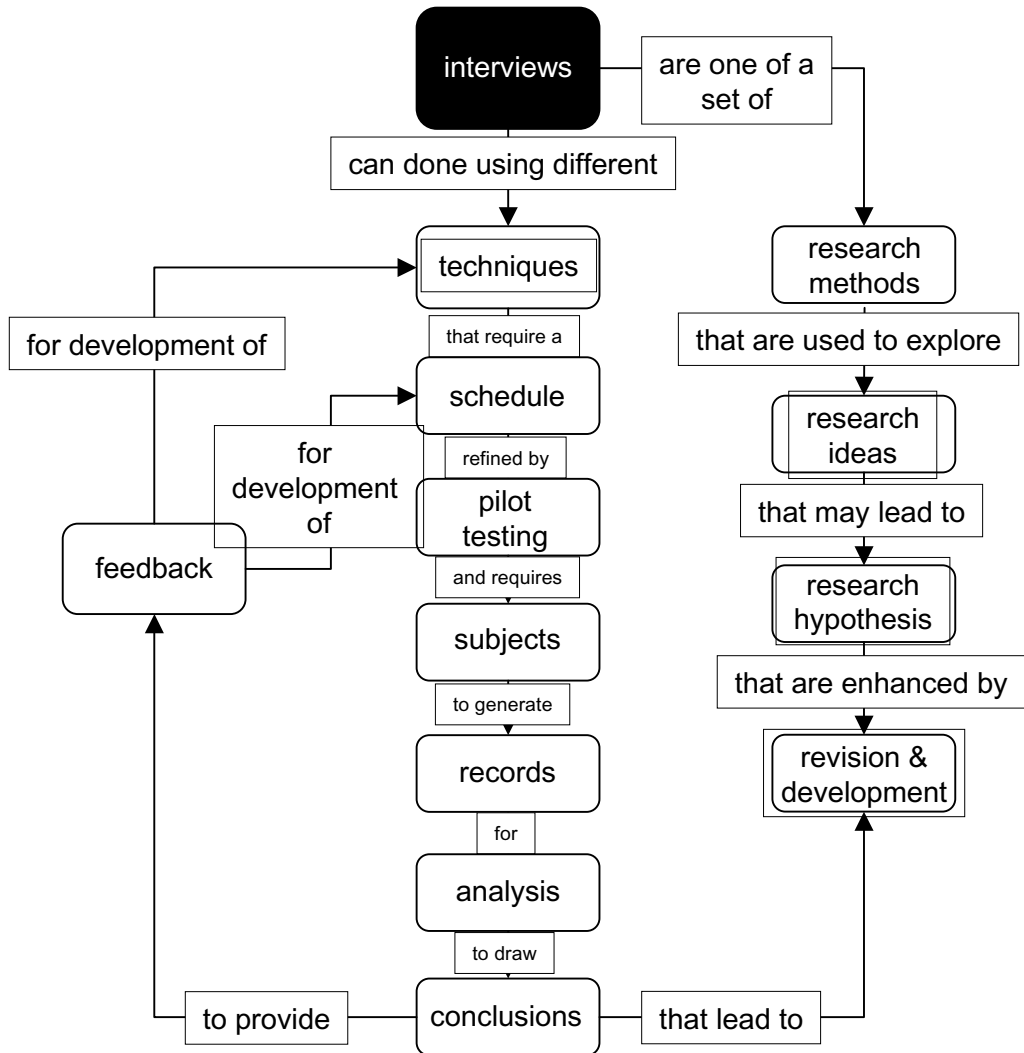 interviews
are one of a
set of
can done using different
techniques
research
methods
for development of
that require a
that are used to explore
schedule
research
ideas
for
development
of
refined by
pilot
testing
that may lead to
feedback
and requires
research
hypothesis
subjects
that are enhanced by
to generate
records
revision &
development
for
analysis
to draw
to provide
conclusions
that lead to